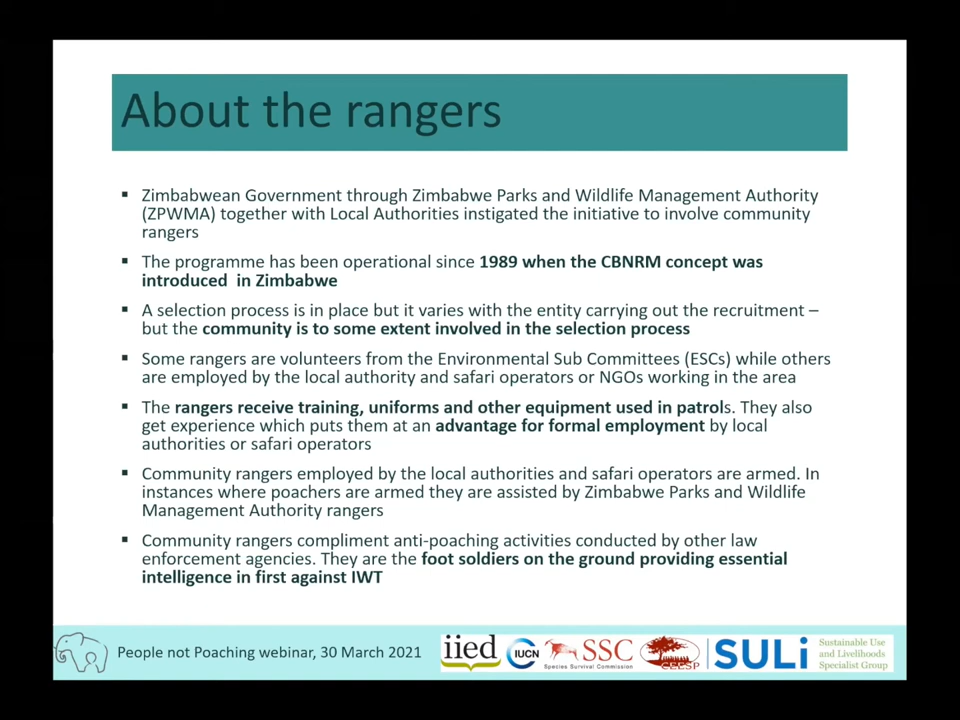 About the rangers
▪ Zimbabwean Government through Zimbabwe Parks and Wildlife Management Authority
(ZPWMA) together with Local Authorities instigated the initiative to involve community
rangers
▪ The programme has been operational since 1989 when the CBNRM concept was
introduced in Zimbabwe
▪ A selection process is in place but it varies with the entity carrying out the recruitment –
but the community is to some extent involved in the selection process
▪ Some rangers are volunteers from the Environmental Sub Committees (ESCs) while others
are employed by the local authority and safari operators or NGOs working in the area
▪ The rangers receive training, uniforms and other equipment used in patrols. They also
get experience which puts them at an advantage for formal employment by local
authorities or safari operators
▪ Community rangers employed by the local authorities and safari operators are armed. In
instances where poachers are armed they are assisted by Zimbabwe Parks and Wildlife
Management Authority rangers
▪ Community rangers compliment anti-poaching activities conducted by other law
enforcement agencies. They are the foot soldiers on the ground providing essential
intelligence in first against IWT
People not Poaching webinar, 30 March 2021
iied
IUCN
SSC
Species Survival Commission
CEESP
SULi
Sustainable Use
and Livelihoods
Specialist Group